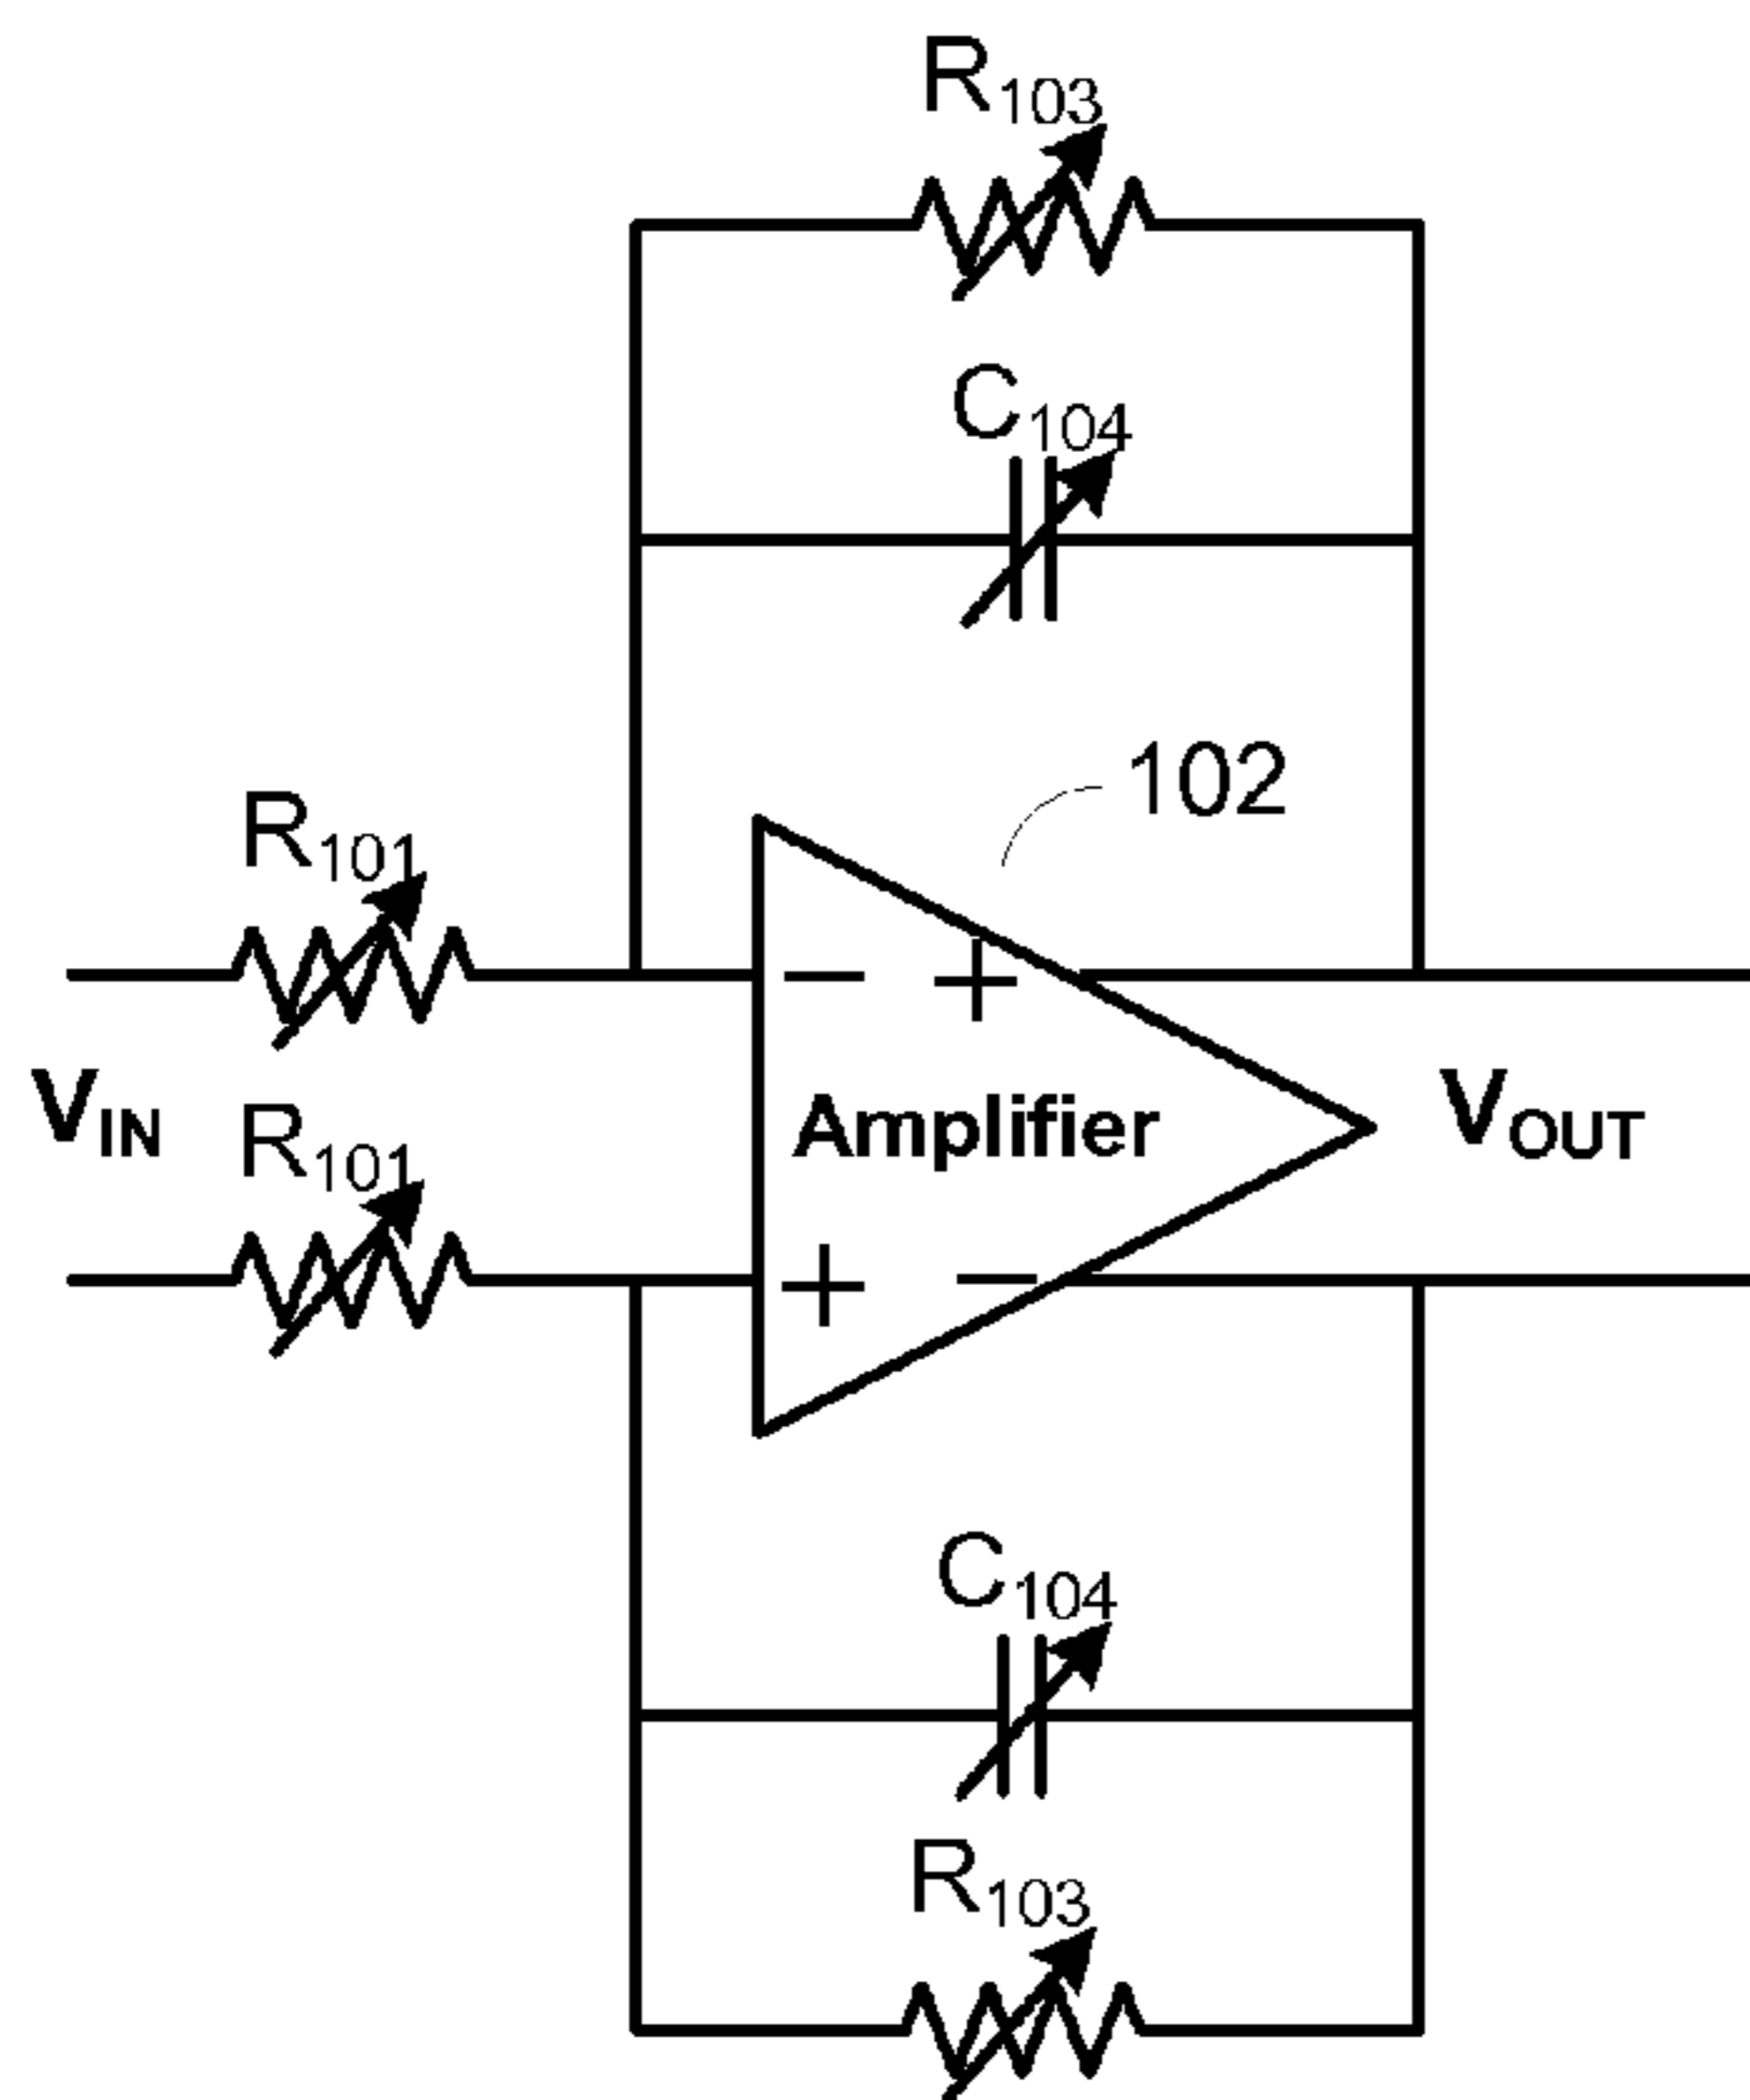 R103
C104
102
R101
− +
VIN
Amplifier
VOUT
R101
+ −
C104
R103